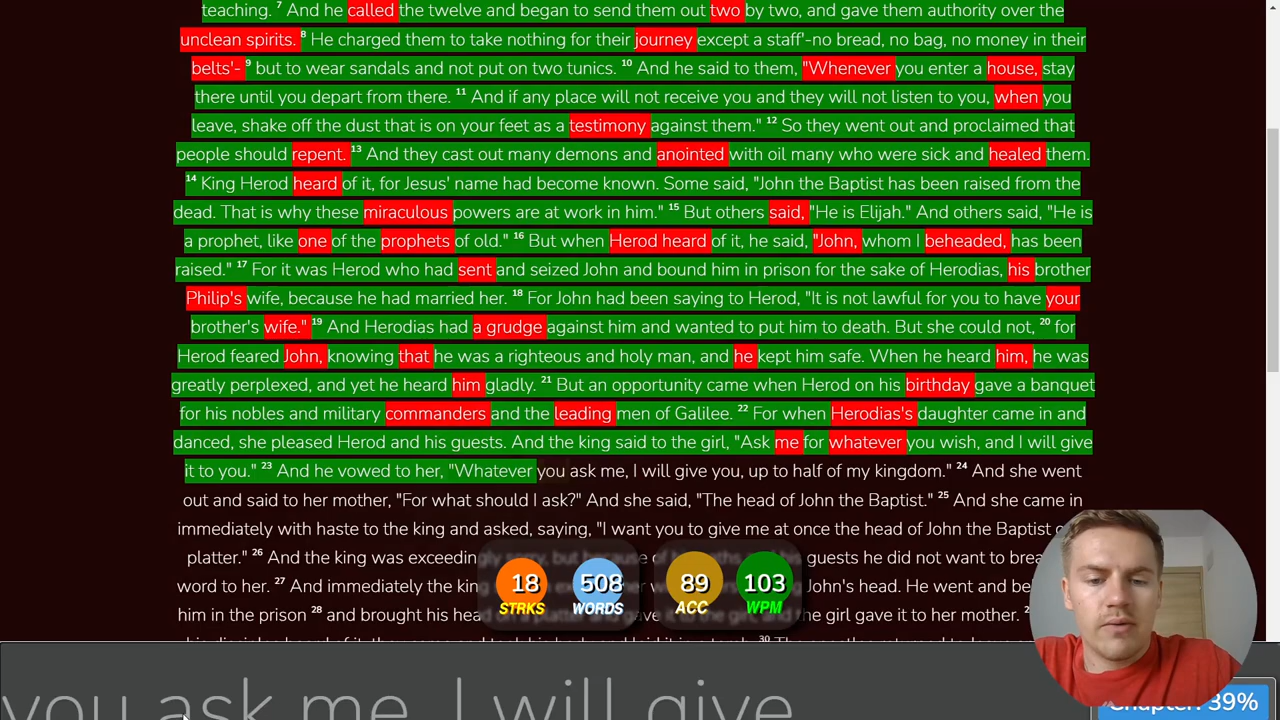 teaching. 7 And he called the twelve and began to send them out two by two, and gave them authority over the
unclean spirits. 8 He charged them to take nothing for their journey except a staff'-no bread, no bag, no money in their
belts'- 9 but to wear sandals and not put on two tunics. 10 And he said to them, "Whenever you enter a house, stay
there until you depart from there. 11 And if any place will not receive you and they will not listen to you, when you
leave, shake off the dust that is on your feet as a testimony against them." 12 So they went out and proclaimed that
people should repent. 13 And they cast out many demons and anointed with oil many who were sick and healed them.
14 King Herod heard of it, for Jesus' name had become known. Some said, "John the Baptist has been raised from the
dead. That is why these miraculous powers are at work in him." 15 But others said, "He is Elijah." And others said, "He is
a prophet, like one of the prophets of old." 16 But when Herod heard of it, he said, "John, whom I beheaded, has been
raised." 17 For it was Herod who had sent and seized John and bound him in prison for the sake of Herodias, his brother
Philip's wife, because he had married her. 18 For John had been saying to Herod, "It is not lawful for you to have your
brother's wife." 19 And Herodias had a grudge against him and wanted to put him to death. But she could not, 20 for
Herod feared John, knowing that he was a righteous and holy man, and he kept him safe. When he heard him, he was
greatly perplexed, and yet he heard him gladly. 21 But an opportunity came when Herod on his birthday gave a banquet
for his nobles and military commanders and the leading men of Galilee. 22 For when Herodias's daughter came in and
danced, she pleased Herod and his guests. And the king said to the girl, "Ask me for whatever you wish, and I will give
it to you." 23 And he vowed to her, "Whatever you ask me, I will give you, up to half of my kingdom." 24 And she went
out and said to her mother, "For what should I ask?" And she said, "The head of John the Baptist." 25 And she came in
immediately with haste to the king and asked, saying, "I want you to give me at once the head of John the Baptist
platter." 26 And the king was exceedingly sorry, but because of guests he did not want to
word to her. 27 And immediately the king John's head. He went and
him in the prison 28 and brought his head on a platter gave the girl gave it to her mother.
18 508 89 103
STRKS WORDS ACC WPM
you ask me, I will give
Chapter: 39%